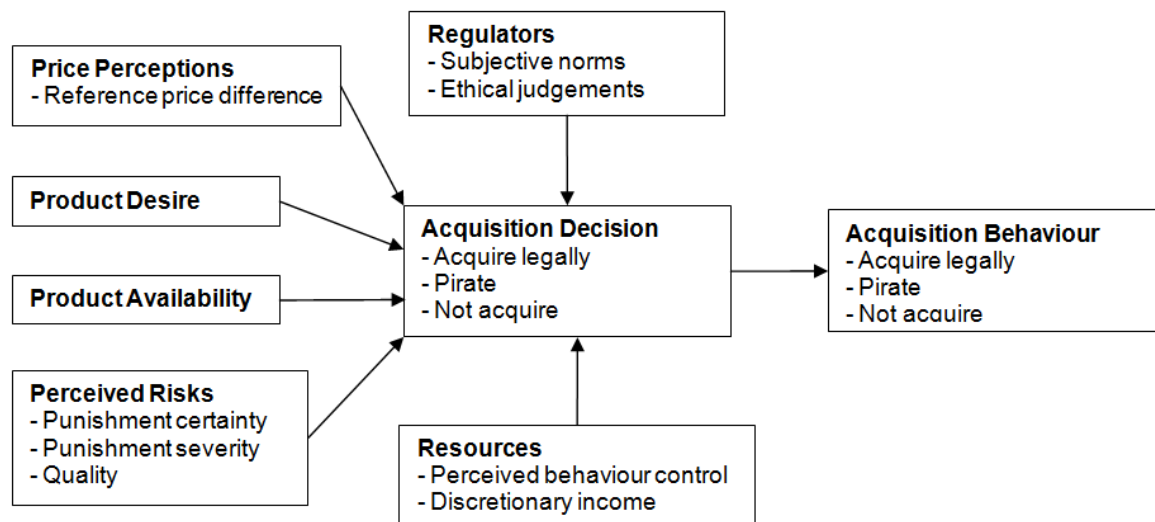 Price Perceptions
- Reference price difference
Product Desire
Product Availability
Perceived Risks
- Punishment certainty
- Punishment severity
- Quality
Regulators
- Subjective norms
- Ethical judgements
Acquisition Decision
- Acquire legally
- Pirate
- Not acquire
Resources
- Perceived behaviour control
- Discretionary income
Acquisition Behaviour
- Acquire legally
- Pirate
- Not acquire